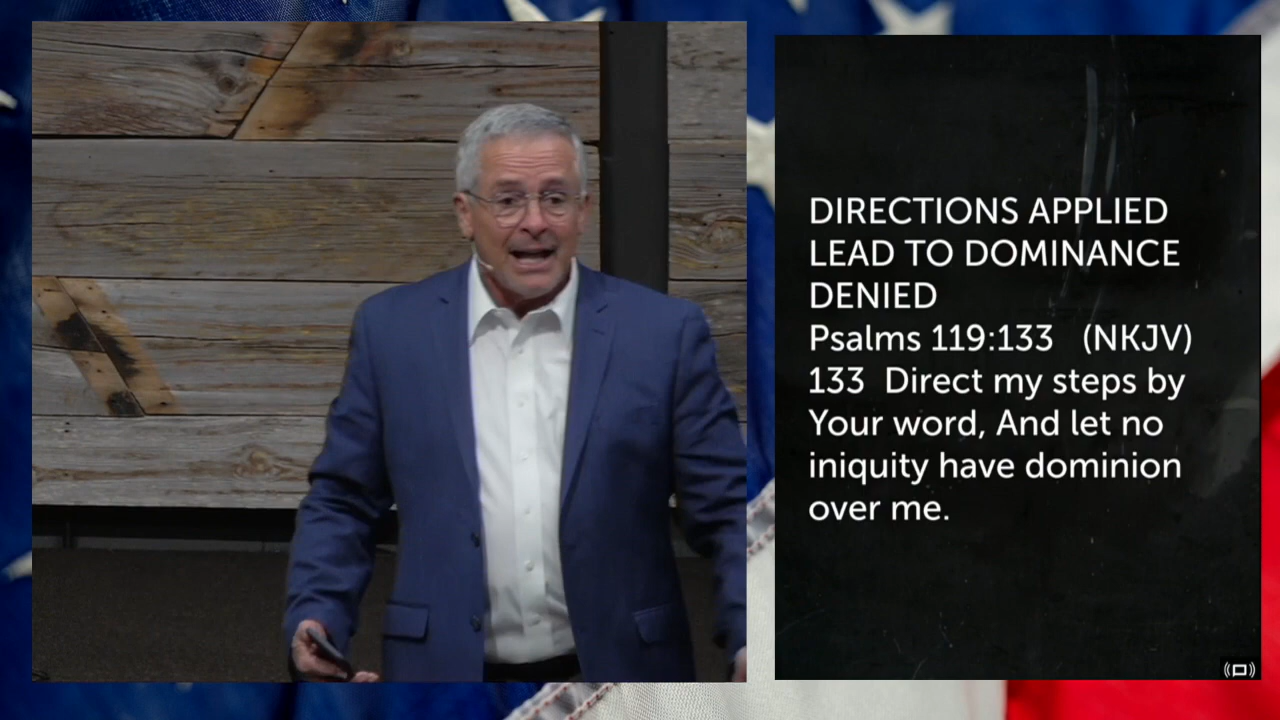 DIRECTIONS APPLIED
LEAD TO DOMINANCE
DENIED
Psalms 119:133 (NKJV)
133 Direct my steps by
Your word, And let no
iniquity have dominion
over me.